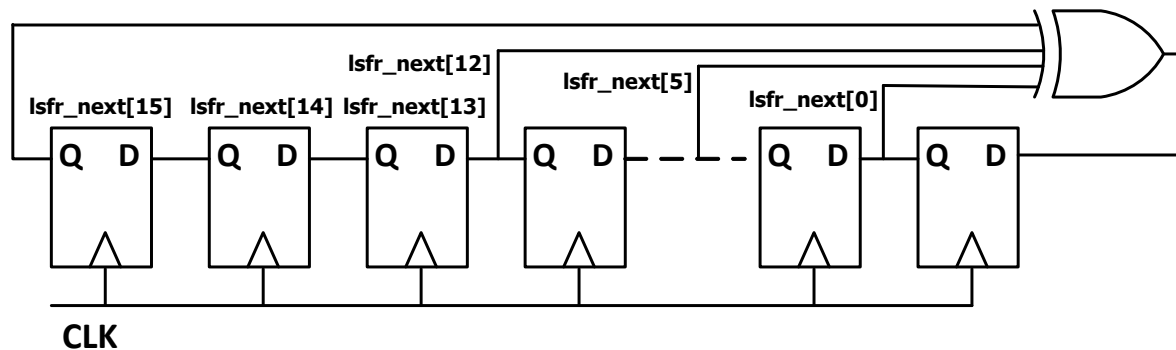 lsfr_next[12]
lsfr_next[5]
lsfr_next[15] lsfr_next[14] lsfr_next[13] lsfr_next[0]
Q D Q D Q D Q D Q D Q D
CLK